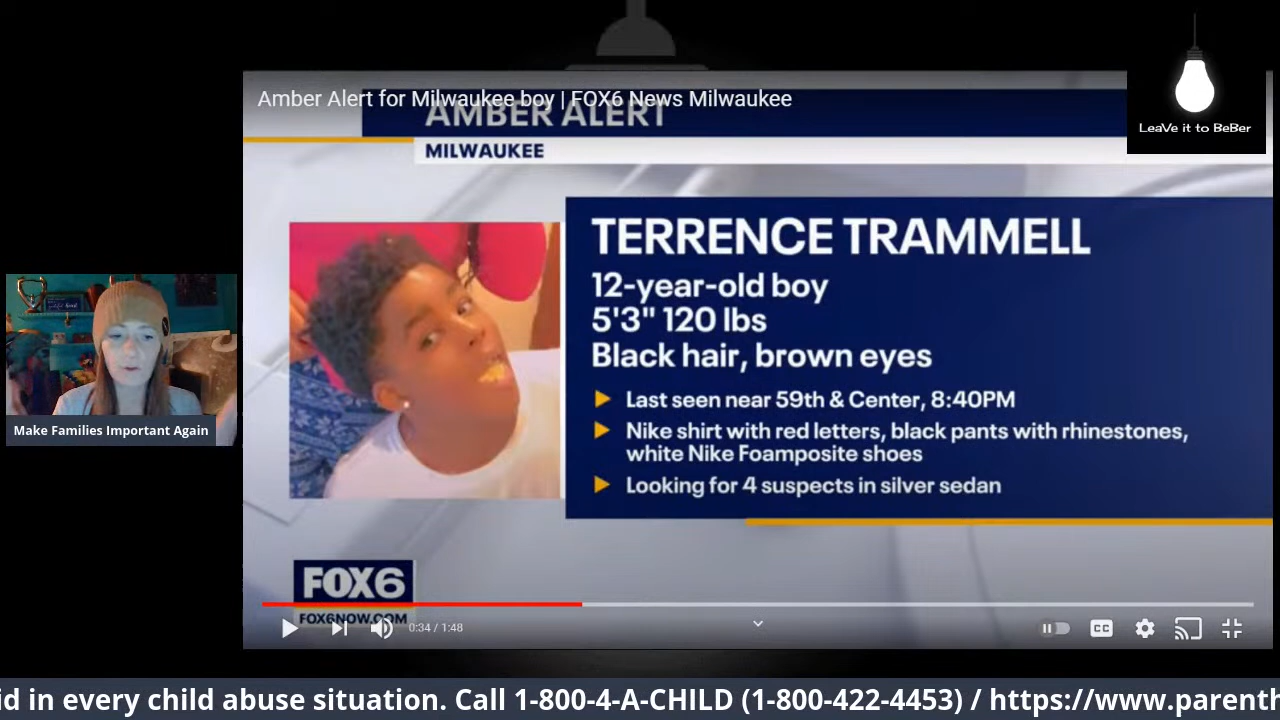 Amber Alert for Milwaukee boy | FOX6 News Milwaukee
AMBER ALERT
MILWAUKEE
LeaVe it to BeBer
TERRENCE TRAMMELL
12-year-old boy
5'3" 120 lbs
Black hair, brown eyes
Last seen near 59th & Center, 8:40PM
Nike shirt with red letters, black pants with rhinestones,
white Nike Foamposite shoes
Looking for 4 suspects in silver sedan
Make Families Important Again
FOX6
FOX6NOW.COM
0:34 / 1:48
CC
id in every child abuse situation. Call 1-800-4-A-CHILD (1-800-422-4453) / https://www.parenth